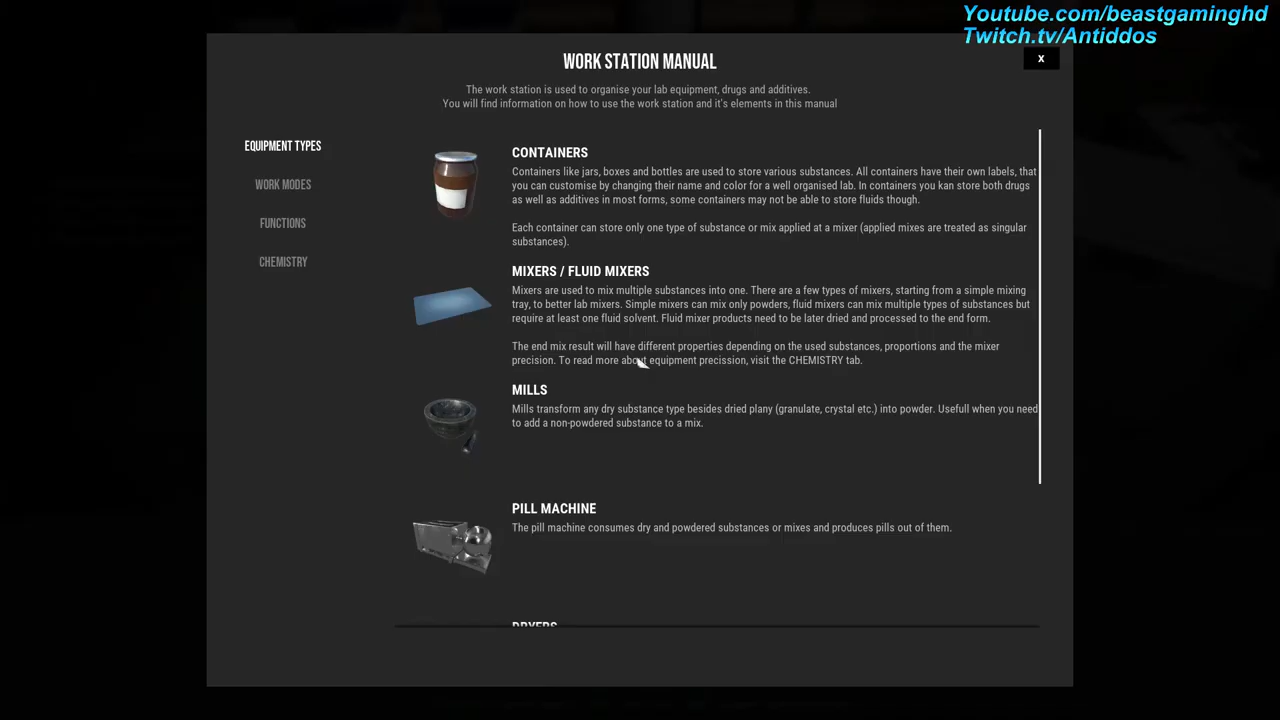 Youtube.com/beastgaminghd
Twitch.tv/Antiddos
WORK STATION MANUAL
X
The work station is used to organise your lab equipment, drugs and additives.
You will find information on how to use the work station and it's elements in this manual
EQUIPMENT TYPES
WORK MODES
FUNCTIONS
CHEMISTRY
CONTAINERS
Containers like jars, boxes and bottles are used to store various substances. All containers have their own labels, that
you can customise by changing their name and color for a well organised lab. In containers you kan store both drugs
as well as additives in most forms, some containers may not be able to store fluids though.
Each container can store only one type of substance or mix applied at a mixer (applied mixes are treated as singular
substances).
MIXERS / FLUID MIXERS
Mixers are used to mix multiple substances into one. There are a few types of mixers, starting from a simple mixing
tray, to better lab mixers. Simple mixers can mix only powders, fluid mixers can mix multiple types of substances but
require at least one fluid solvent. Fluid mixer products need to be later dried and processed to the end form.
The end mix result will have different properties depending on the used substances, proportions and the mixer
precision. To read more about equipment precission, visit the CHEMISTRY tab.
MILLS
Mills transform any dry substance type besides dried plany (granulate, crystal etc.) into powder. Usefull when you need
to add a non-powdered substance to a mix.
PILL MACHINE
The pill machine consumes dry and powdered substances or mixes and produces pills out of them.
DRYERS